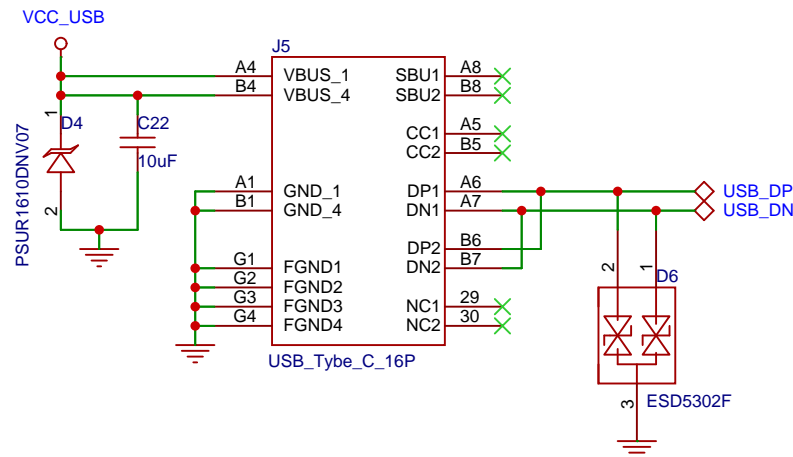 VCC_USB
J5
A4 VBUS_1 SBU1 A8
B4 VBUS_4 SBU2 B8
1 D4 C22
CC1 A5
CC2 B5
10uF
PSUR1610DNV07
2
A1 GND_1 DP1 A6 USB_DP
B1 GND_4 DN1 A7 USB_DN
DP2 B6
G1 FGND1 DN2 B7
G2 FGND2
G3 FGND3 NC1 29
G4 FGND4 NC2 30
2 1 D6
USB_Tybe_C_16P
3 ESD5302F